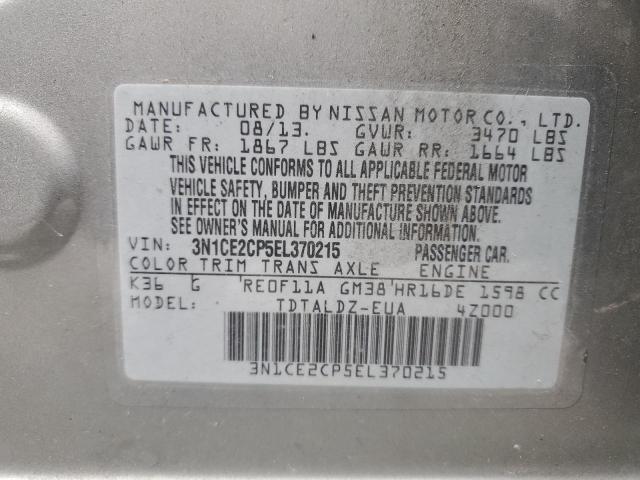 MANUFACTURED BY NISSAN MOTOR CO., LTD.
DATE: 08/13. GVWR: 3470 LBS
GAWR FR: 1867 LBS GAWR RR: 1664 LBS
THIS VEHICLE CONFORMS TO ALL APPLICABLE FEDERAL MOTOR
VEHICLE SAFETY, BUMPER AND THEFT PREVENTION STANDARDS
IN EFFECT ON THE DATE OF MANUFACTURE SHOWN ABOVE.
SEE OWNER'S MANUAL FOR ADDITIONAL INFORMATION.
VIN: 3N1CE2CP5EL370215 PASSENGER CAR.
COLOR TRIM TRANS AXLE ENGINE
K36 G RE0F11A GM38 HR16DE 1598 CC
MODEL: TDTALDZ-EUA 4Z000
3N1CE2CP5EL370215